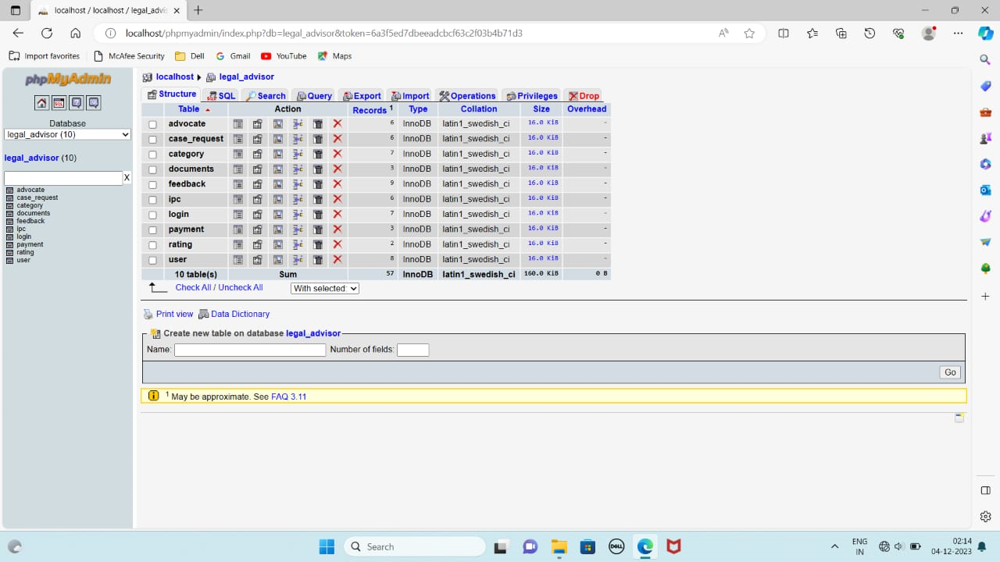 localhost / localhost / legal_advis
localhost/phpmyadmin/index.php?db=legal_advisor&token=6a3f5ed7dbeeadcbcf63c2f03b4b71d3
Import favorites McAfee Security Dell Gmail YouTube Maps
phpMyAdmin
Database
legal_advisor (10)
legal_advisor (10)
X
advocate
case_request
category
documents
feedback
ipc
login
payment
rating
user
localhost legal_advisor
Structure SQL Search Query Export Import Operations Privileges Drop
Table Action Records 1 Type Collation Size Overhead
advocate 6 InnoDB latin1_swedish_ci 16.0 KiB -
case_request 6 InnoDB latin1_swedish_ci 16.0 KiB -
category 7 InnoDB latin1_swedish_ci 16.0 KiB -
documents 3 InnoDB latin1_swedish_ci 16.0 KiB -
feedback 9 InnoDB latin1_swedish_ci 16.0 KiB -
ipc 6 InnoDB latin1_swedish_ci 16.0 KiB -
login 7 InnoDB latin1_swedish_ci 16.0 KiB -
payment 3 InnoDB latin1_swedish_ci 16.0 KiB -
rating 2 InnoDB latin1_swedish_ci 16.0 KiB -
user 8 InnoDB latin1_swedish_ci 16.0 KiB -
10 table(s) Sum 57 InnoDB latin1_swedish_ci 160.0 KiB 0 B
Check All / Uncheck All With selected:
Print view Data Dictionary
Create new table on database legal_advisor
Name: Number of fields:
Go
1 May be approximate. See FAQ 3.11
Search
DELL
ENG
IN
02:14
04-12-2023